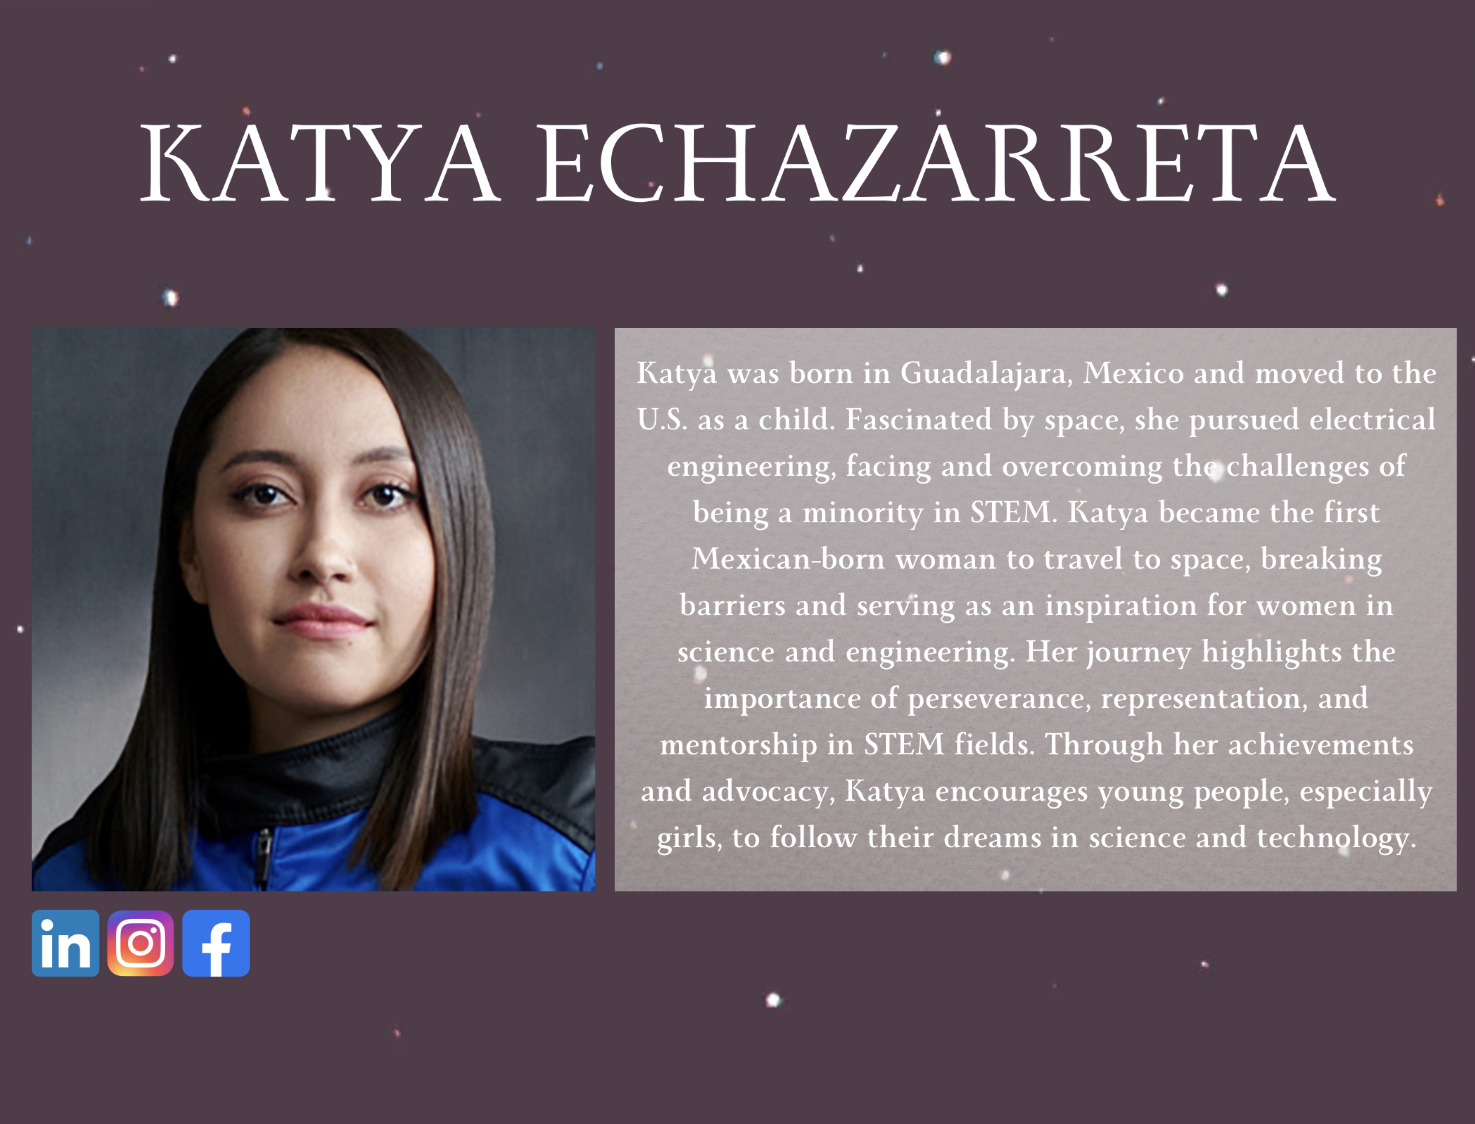 KATYA ECHAZARRETA
Katya was born in Guadalajara, Mexico and moved to the
U.S. as a child. Fascinated by space, she pursued electrical
engineering, facing and overcoming the challenges of
being a minority in STEM. Katya became the first
Mexican-born woman to travel to space, breaking
barriers and serving as an inspiration for women in
science and engineering. Her journey highlights the
importance of perseverance, representation, and
mentorship in STEM fields. Through her achievements
and advocacy, Katya encourages young people, especially
girls, to follow their dreams in science and technology.
in f